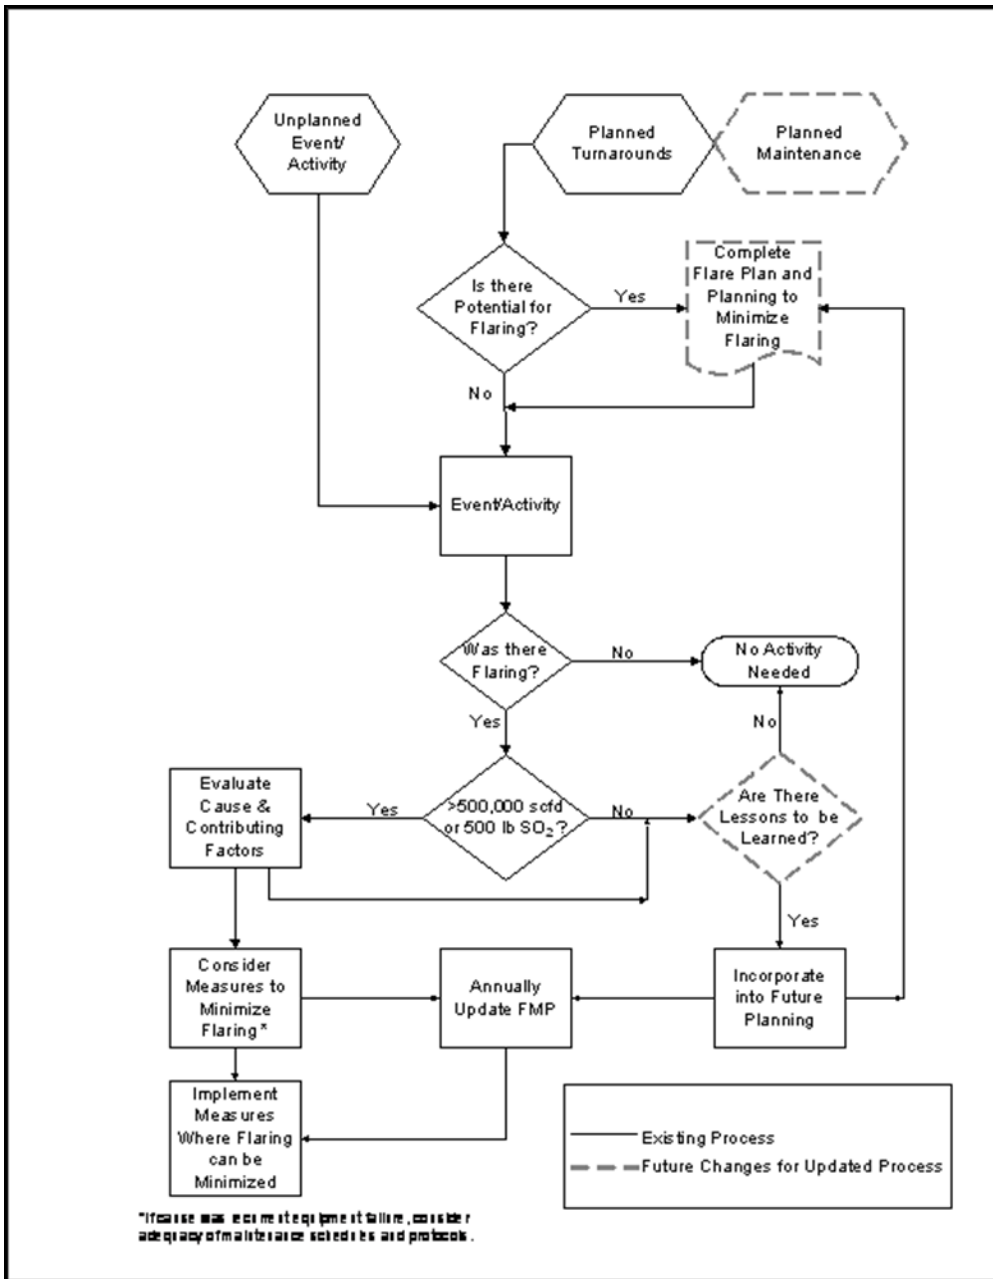 Unplanned
Event/
Activity
Planned
Turnarounds
Planned
Maintenance
Is there
Potential for
Flaring?
Yes
Complete
Flare Plan and
Planning to
Minimize
Flaring
No
Event/Activity
Was there
Flaring?
No
No Activity
Needed
Yes
No
Evaluate
Cause &
Contributing
Factors
Yes
>500,000 scfd
or 500 lb SO₂?
No
Are There
Lessons to be
Learned?
Yes
Consider
Measures to
Minimize
Flaring*
Annually
Update FMP
Incorporate
into Future
Planning
Implement
Measures
Where Flaring
can be
Minimized
Existing Process
Future Changes for Updated Process
*If cause was recurrent equipment failure, consider
adequacy of maintenance schedules and protocols.